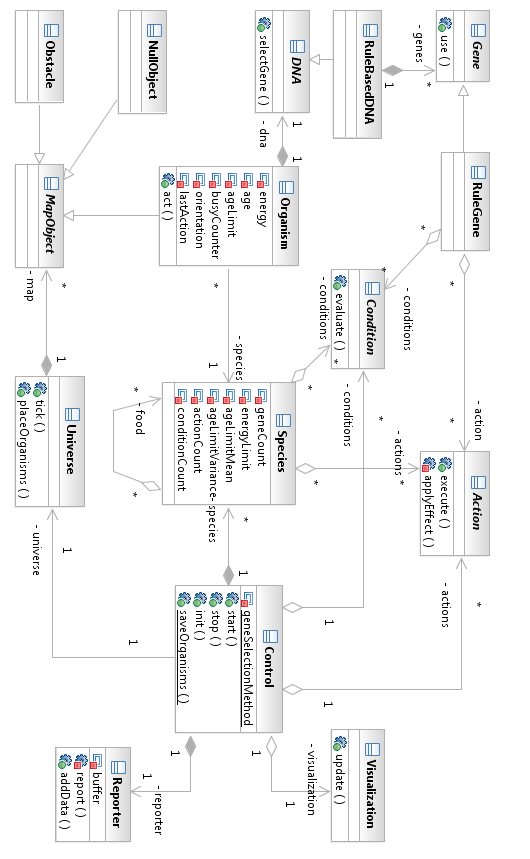 Gene
use ( )
- genes
*
1
RuleBasedDNA
DNA
selectGene ( )
1
- dna
1
NullObject
Obstacle
RuleGene
*
*
*
- conditions
Organism
energy
age
ageLimit
busyCounter
orientation
lastAction
act ( )
*
MapObject
- map
*
Condition
evaluate ( )
*
- conditions
- species
1
- conditions
*
- action
*
Action
execute ( )
applyEffect ( )
- actions
*
*
*
Species
geneCount
energyLimit
ageLimitMean
ageLimitVariance
actionCount
conditionCount
- species
*
- food
*
*
1
Universe
tick ( )
placeOrganisms ( )
1
- universe
*
- actions
1
Control
geneSelectionMethod
start ( )
stop ( )
init ( )
saveOrganisms ( )
1
1
1
1
1
Visualization
update ( )
- visualization
1
Reporter
buffer
report ( )
addData ( )
- reporter
1